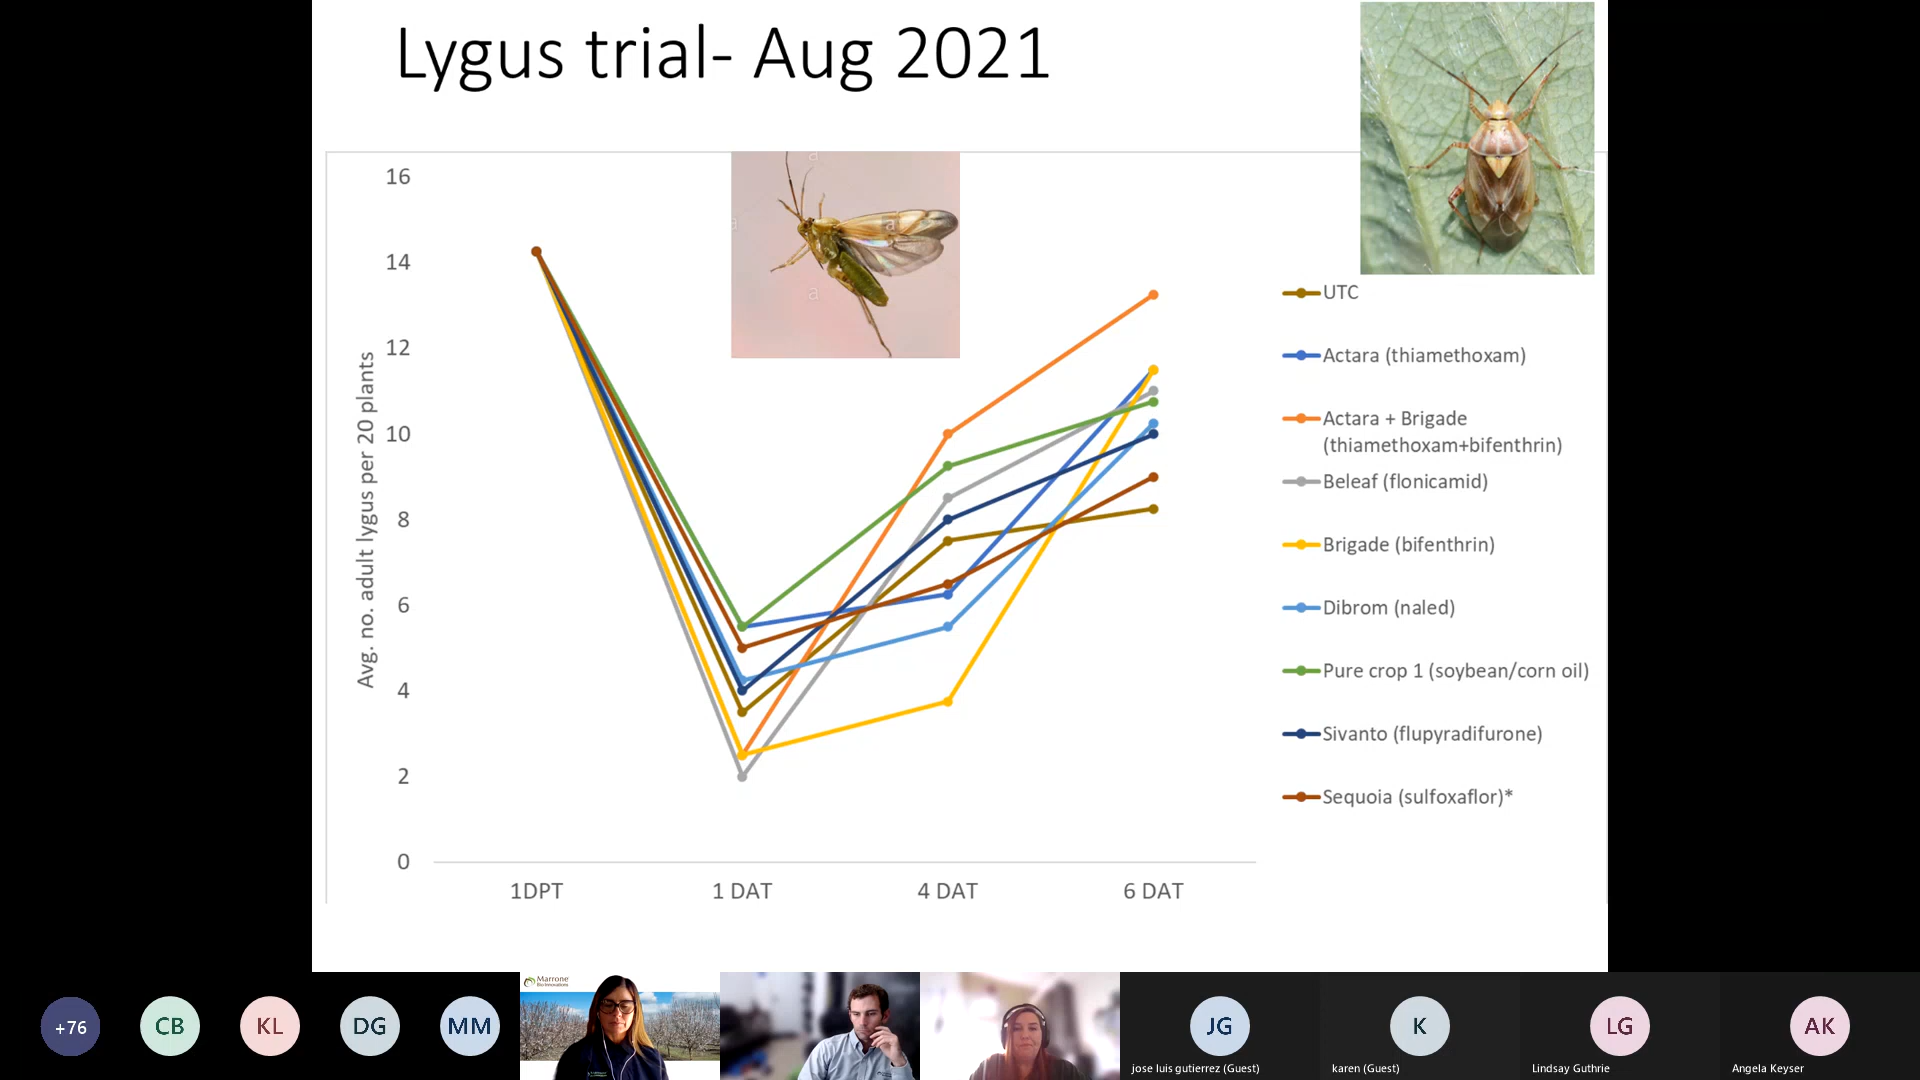 Lygus trial- Aug 2021
a
a
a
a
Avg. no. adult lygus per 20 plants
16
14
12
10
8
6
4
2
0
1DPT
1 DAT
4 DAT
6 DAT
UTC
Actara (thiamethoxam)
Actara + Brigade
(thiamethoxam+bifenthrin)
Beleaf (flonicamid)
Brigade (bifenthrin)
Dibrom (naled)
Pure crop 1 (soybean/corn oil)
Sivanto (flupyradifurone)
Sequoia (sulfoxaflor)*
+76
CB
KL
DG
MM
Marrone
Bio Innovations
JG
jose luis gutierrez (Guest)
K
karen (Guest)
LG
Lindsay Guthrie
AK
Angela Keyser